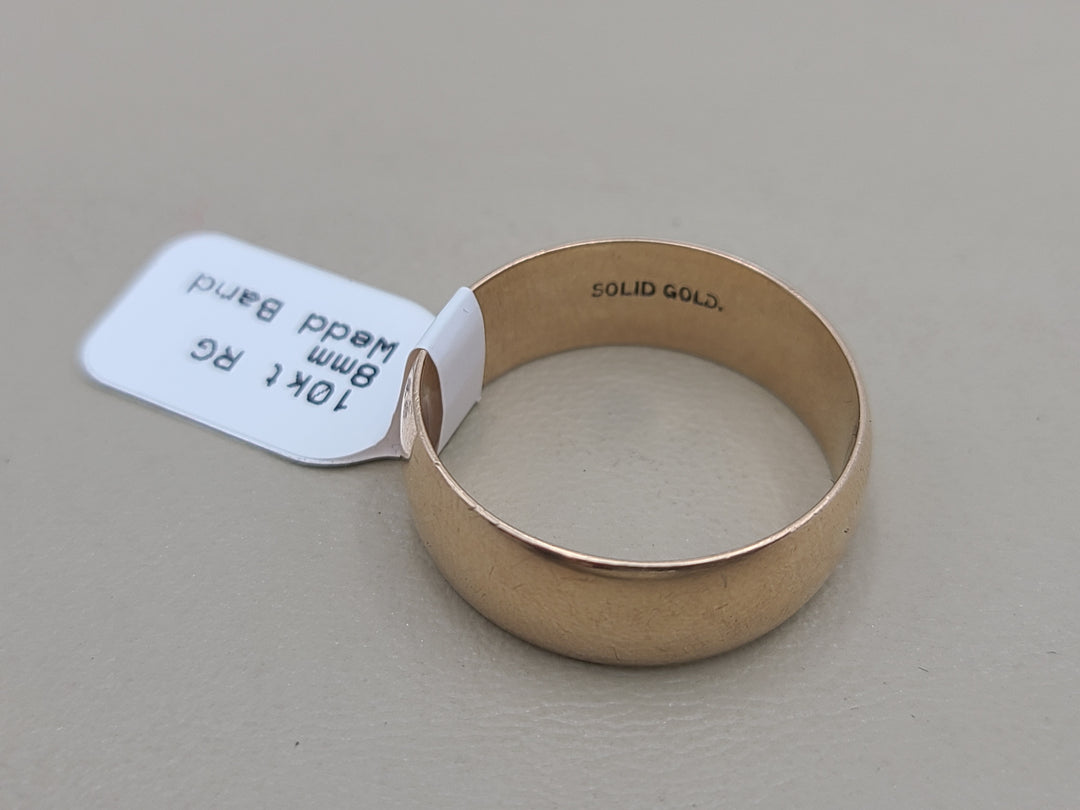 SOLID GOLD.
10kt RG
8mm
Wedd Band